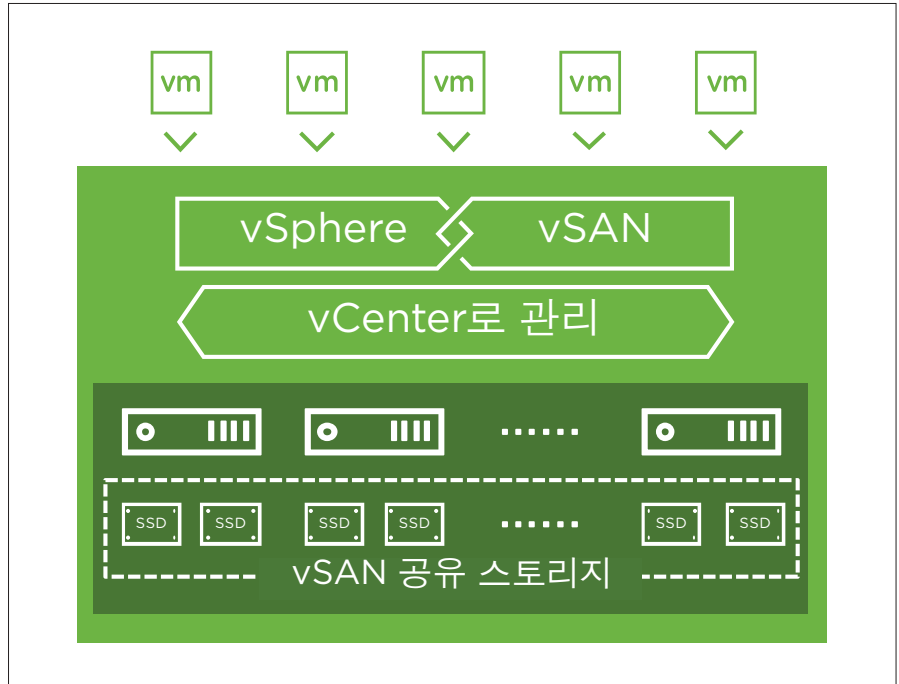 vm vm vm vm vm
vSphere vSAN
vCenter로 관리
SSD SSD SSD SSD SSD SSD
vSAN 공유 스토리지